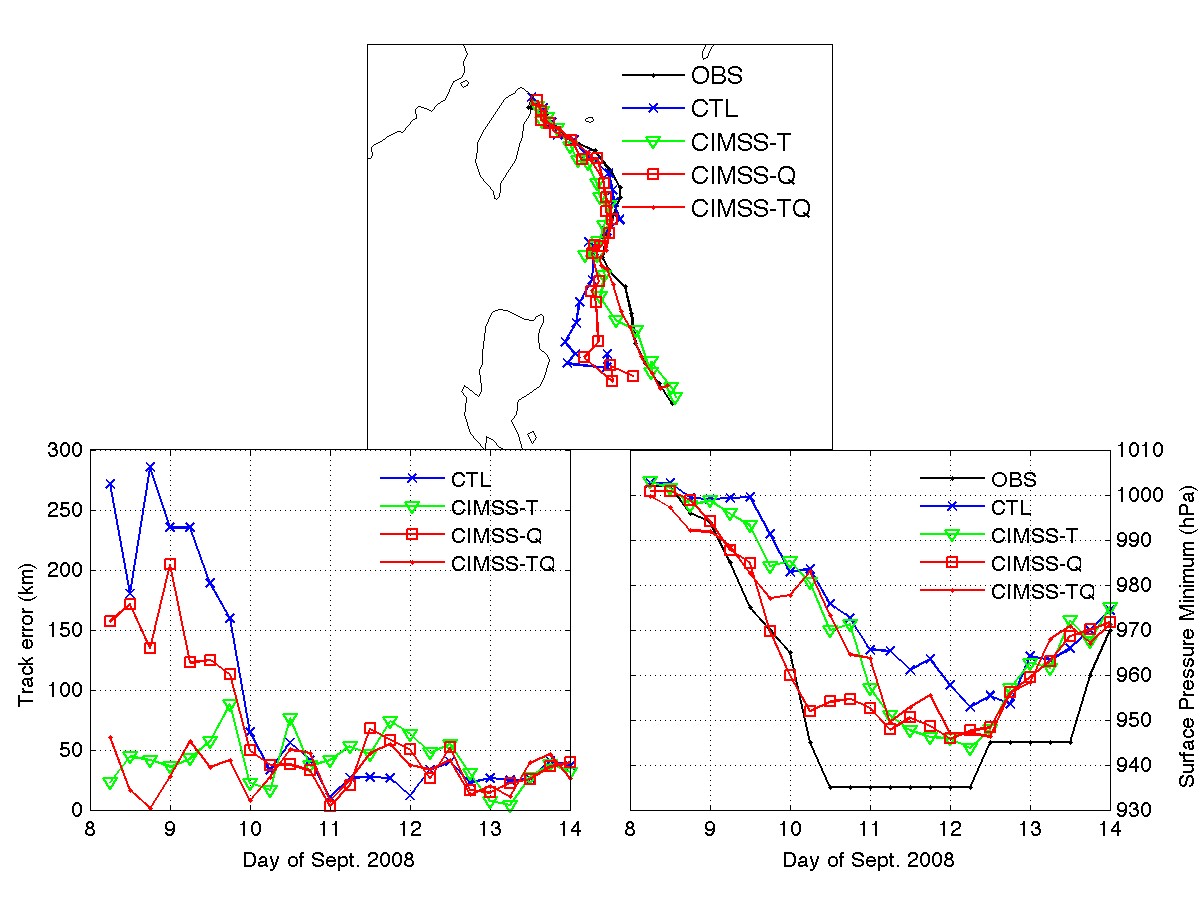 OBS
CTL
CIMSS-T
CIMSS-Q
CIMSS-TQ
300
250
200
150
100
50
0
Track error (km)
CTL
CIMSS-T
CIMSS-Q
CIMSS-TQ
8 9 10 11 12 13 14
Day of Sept. 2008
OBS
CTL
CIMSS-T
CIMSS-Q
CIMSS-TQ
1010
1000
990
980
970
960
950
940
930
Surface Pressure Minimum (hPa)
8 9 10 11 12 13 14
Day of Sept. 2008